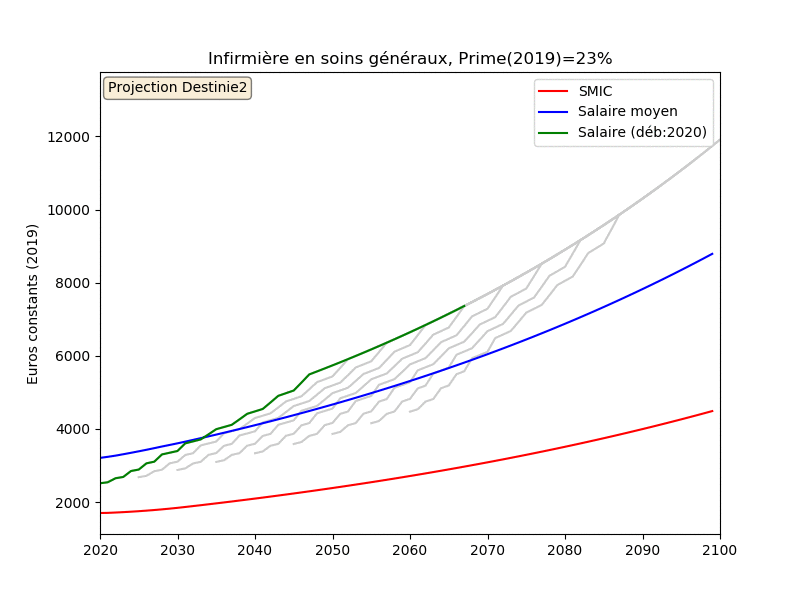 Infirmière en soins généraux, Prime(2019)=23%
Projection Destinie2
SMIC
Salaire moyen
Salaire (déb:2020)
Euros constants (2019)
12000
10000
8000
6000
4000
2000
2020 2030 2040 2050 2060 2070 2080 2090 2100